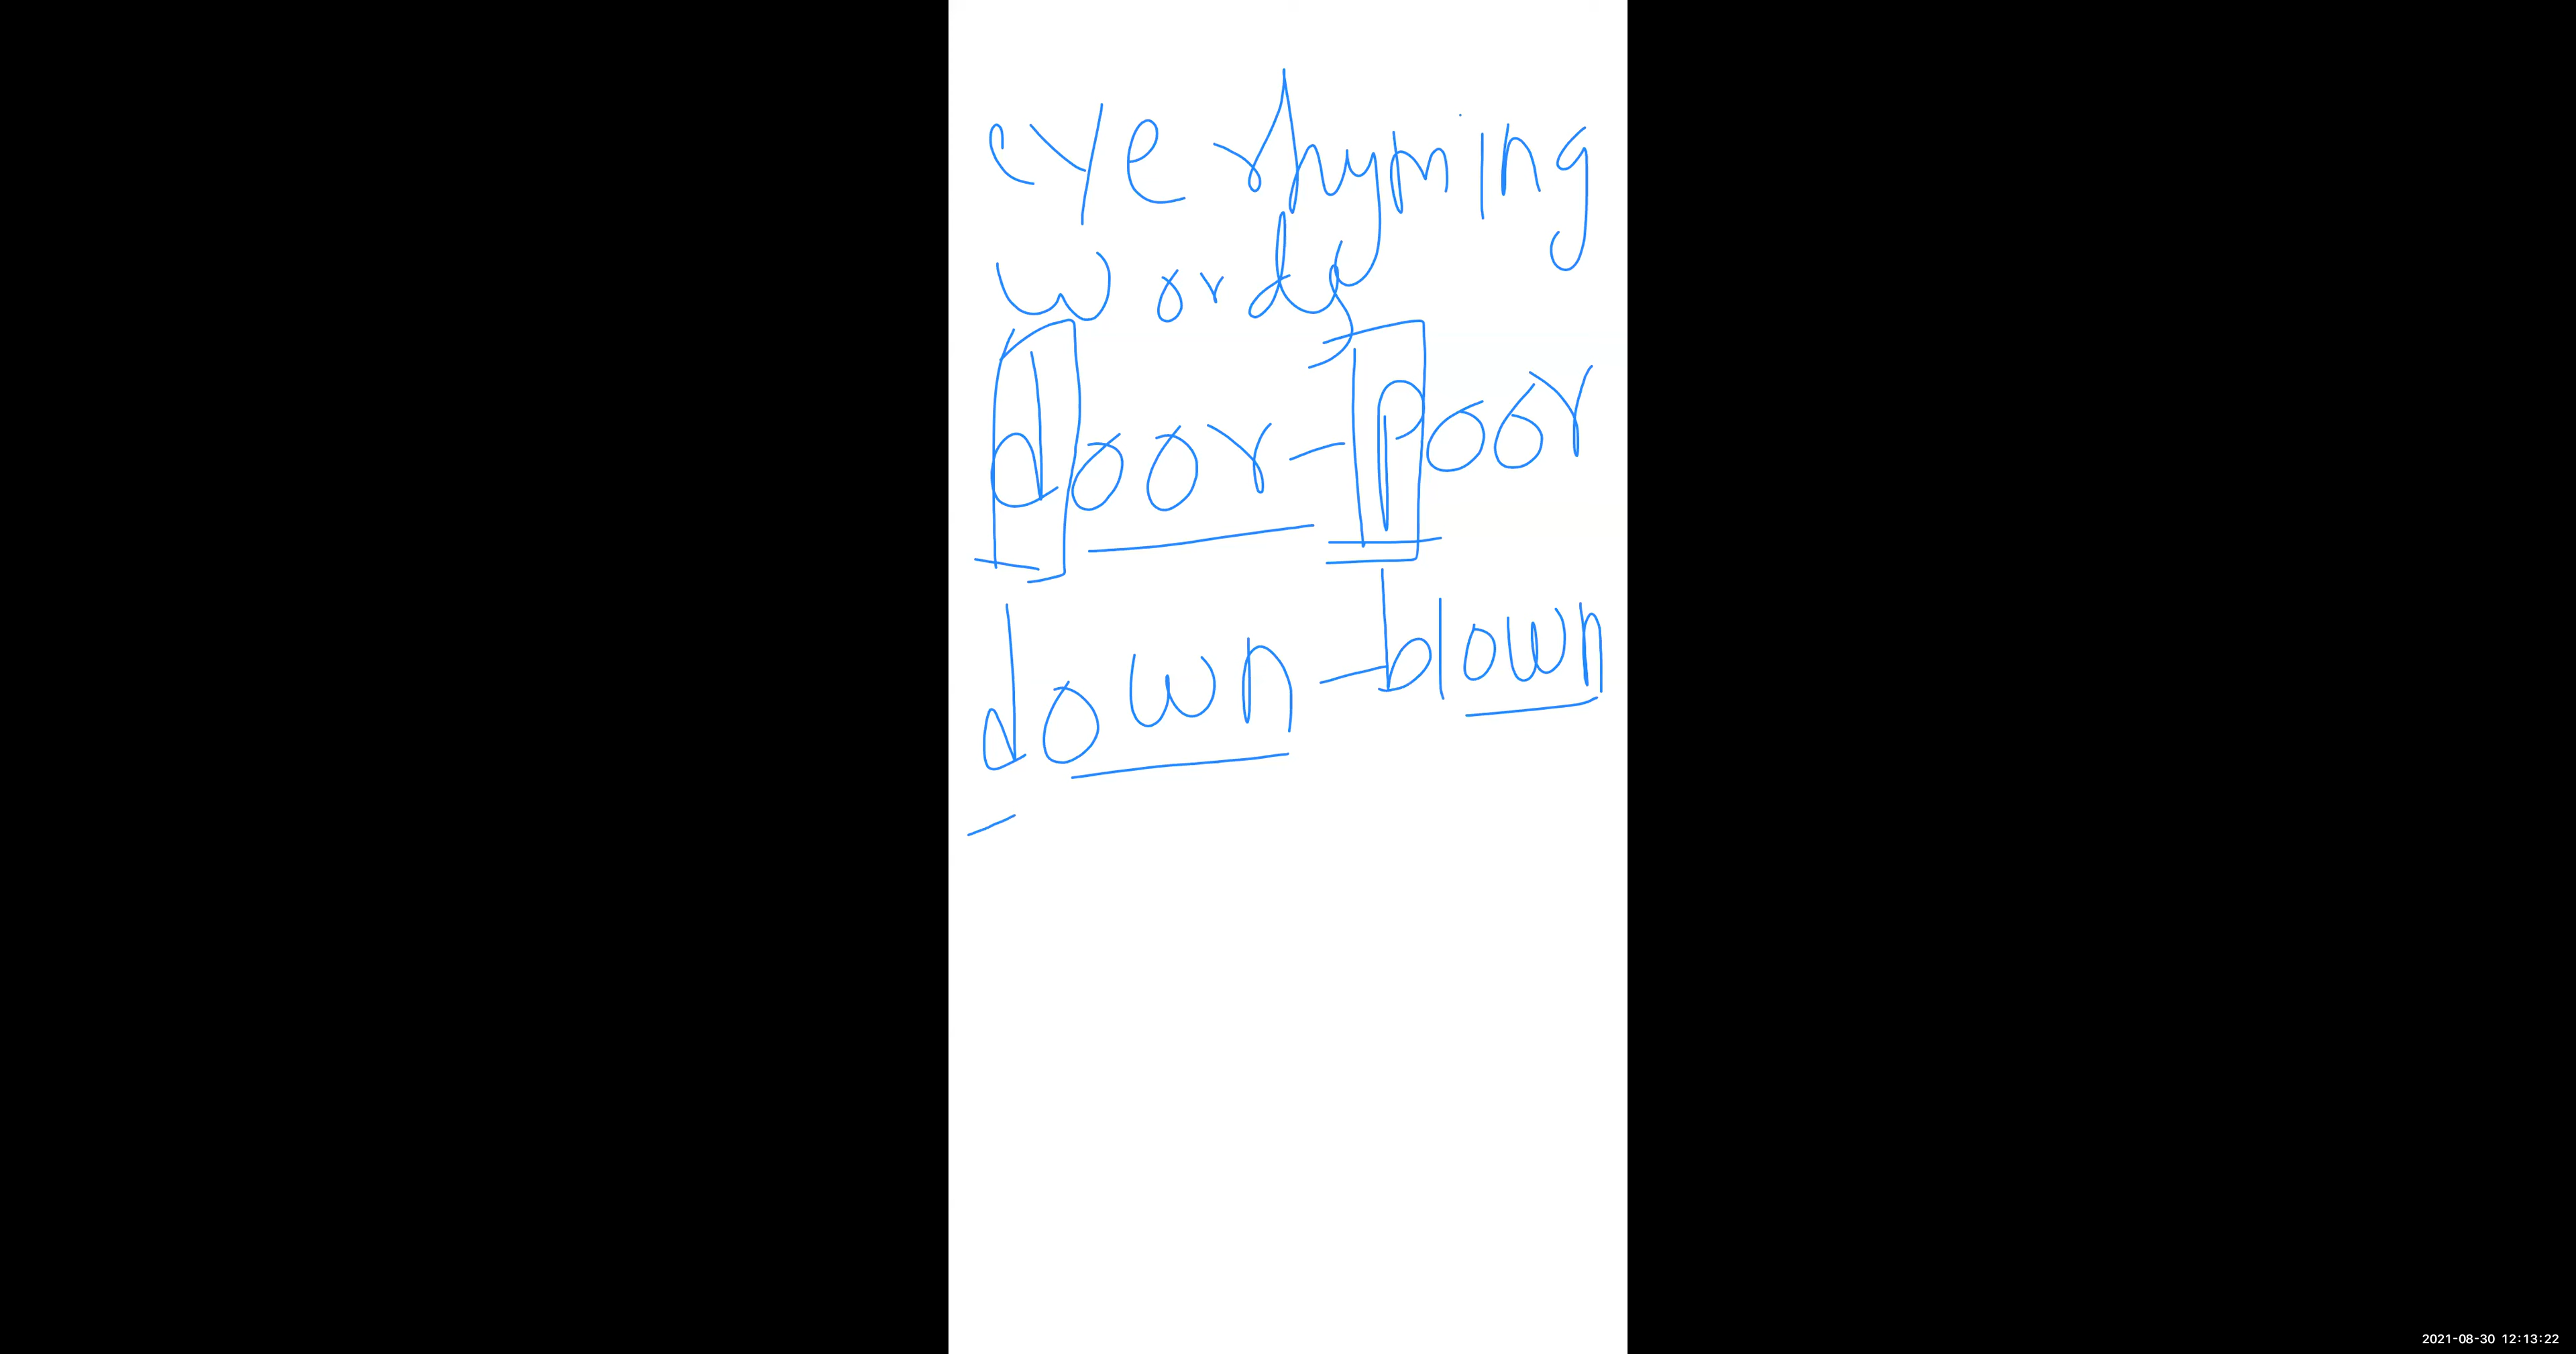 eye rhyming
words
door - poor
down - blown
2021-08-30 12:13:22